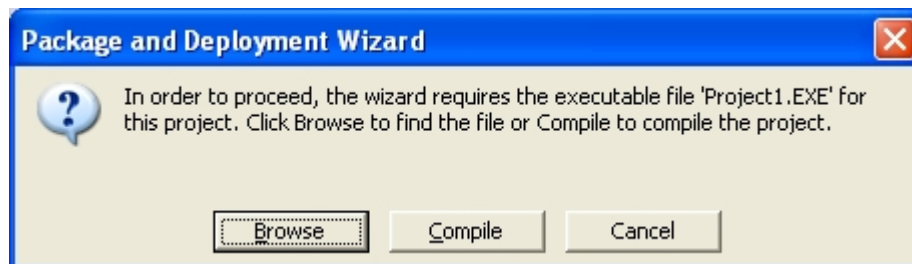 Package and Deployment Wizard
In order to proceed, the wizard requires the executable file 'Project1.EXE' for
this project. Click Browse to find the file or Compile to compile the project.
Browse Compile Cancel